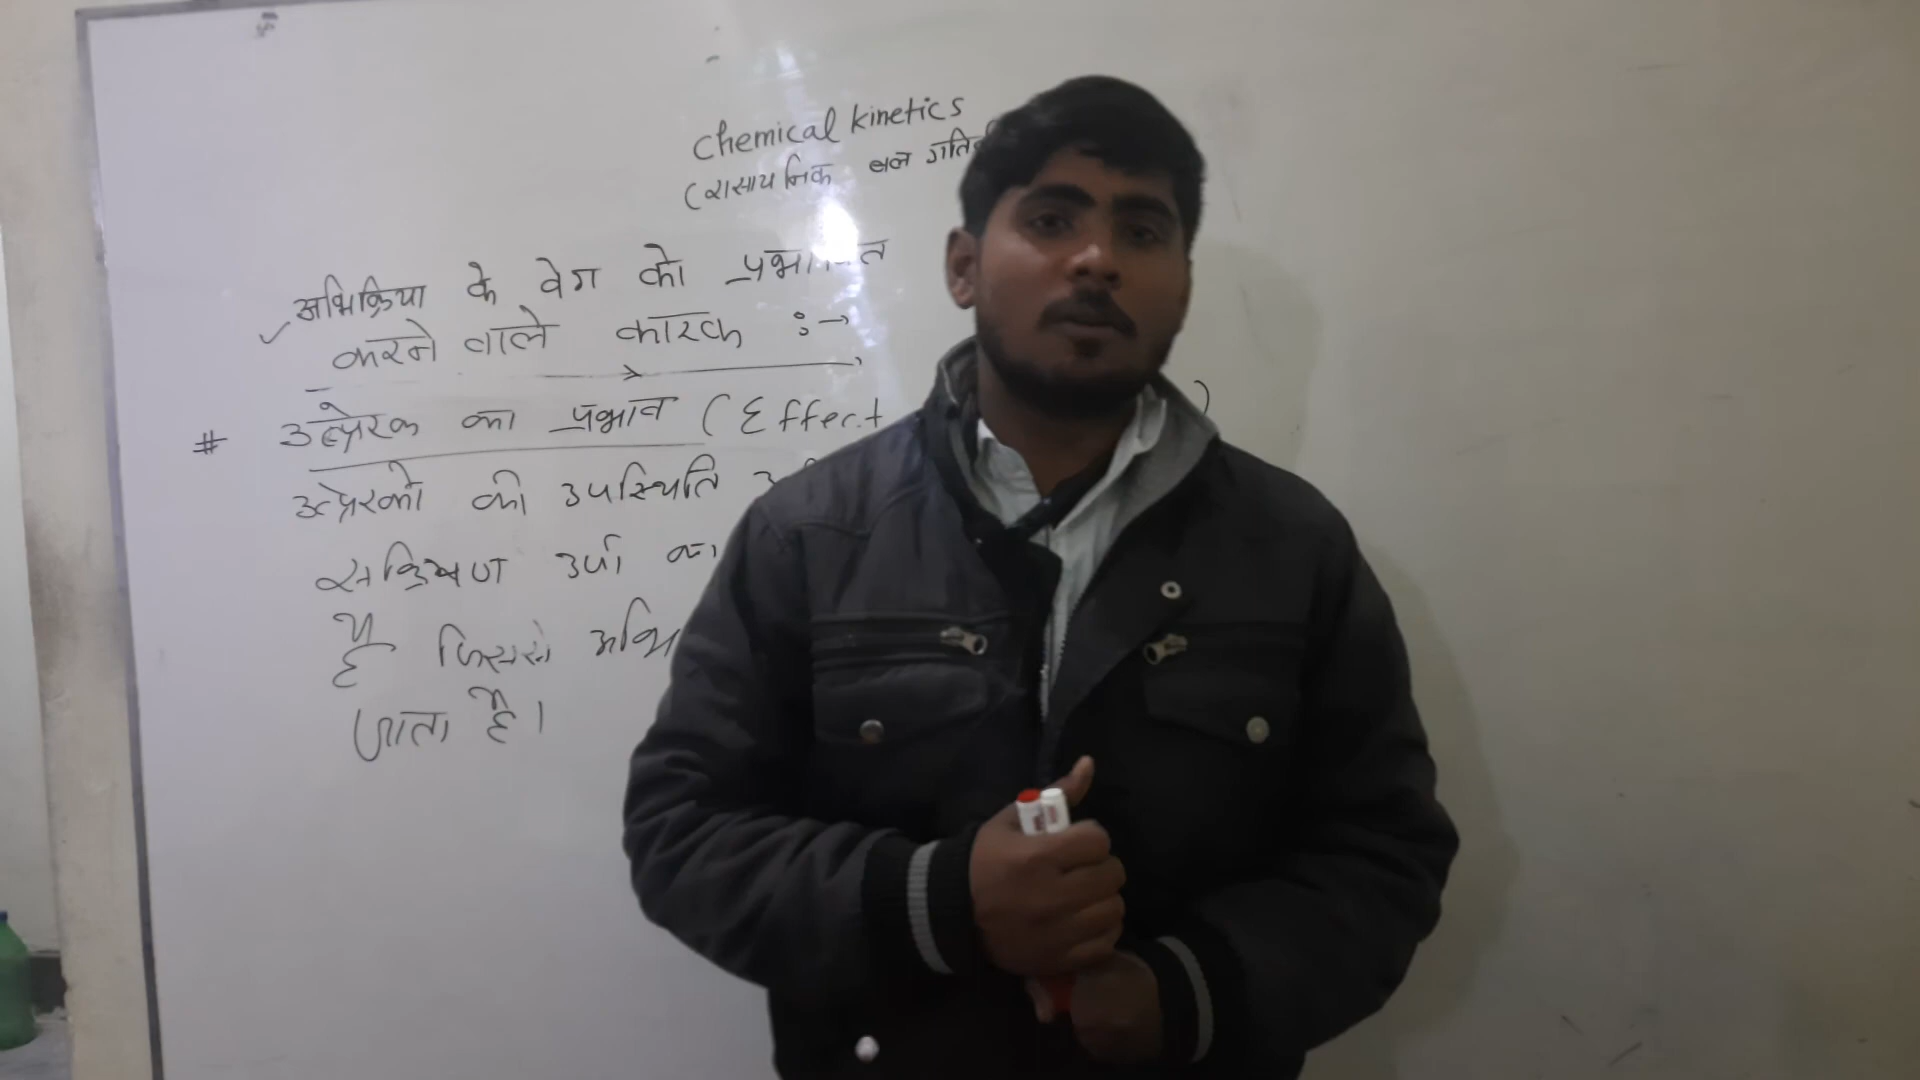 Chemical kinetics
(रासायनिक बल गति
अभिक्रिया के वेग को प्रभावित
करने वाले कारक :→
# उत्प्रेरक का प्रभाव (Effect )
उत्प्रेरको की उपस्थिति
सक्रियण उर्जा का
है जिससे अभि
जाता है।